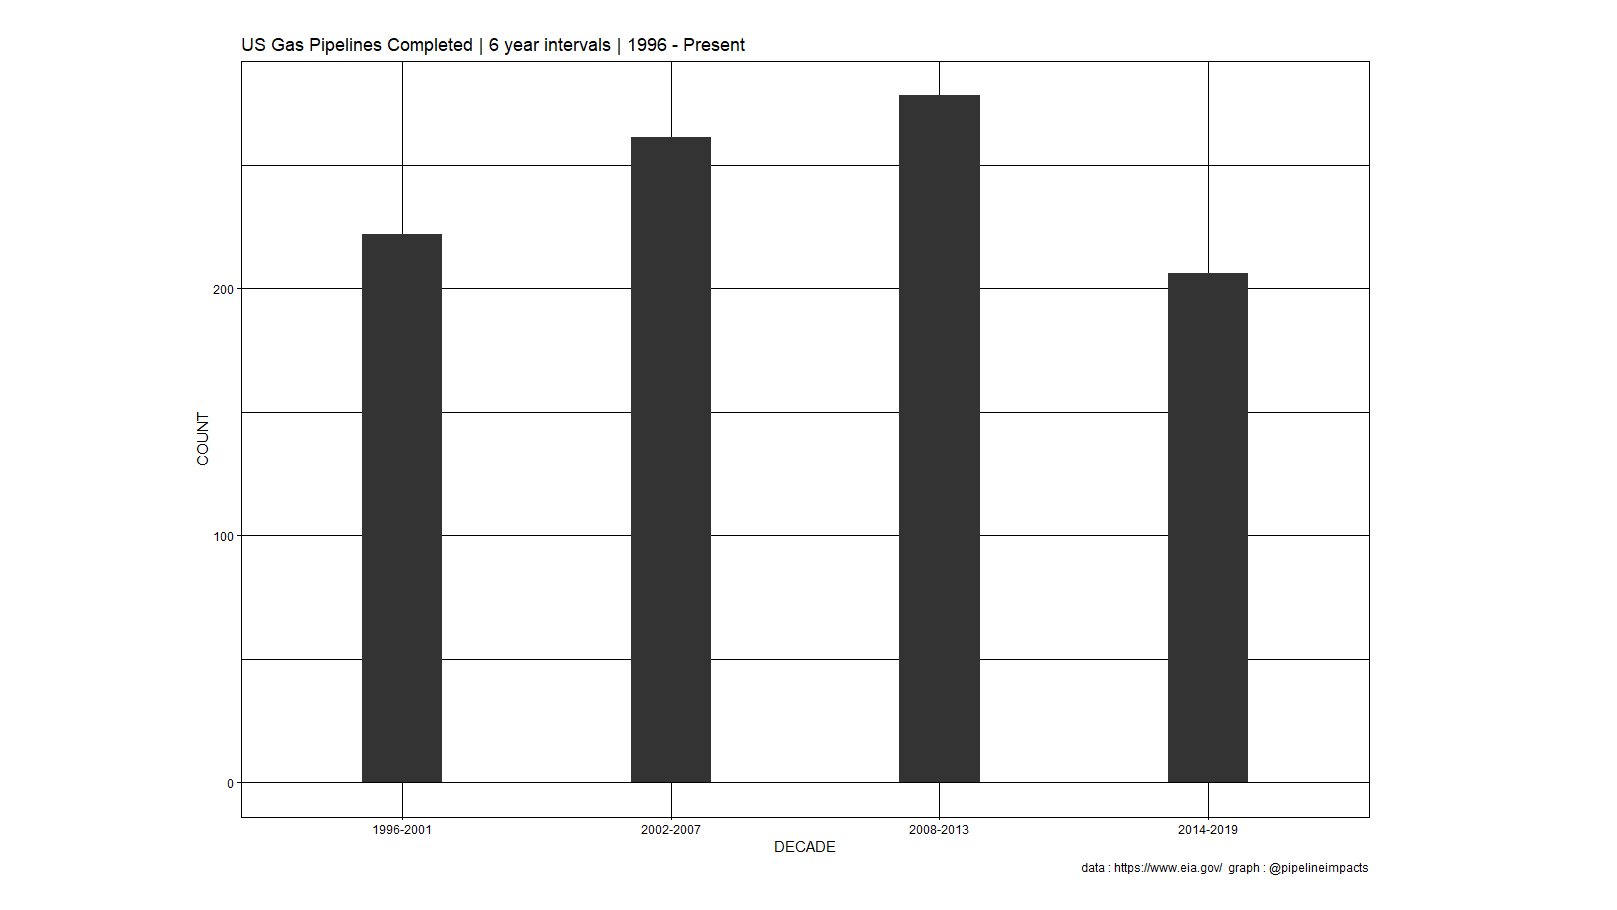 US Gas Pipelines Completed | 6 year intervals | 1996 - Present
200
100
0
COUNT
1996-2001 2002-2007 2008-2013 2014-2019
DECADE
data : https://www.eia.gov/ graph : @pipelineimpacts